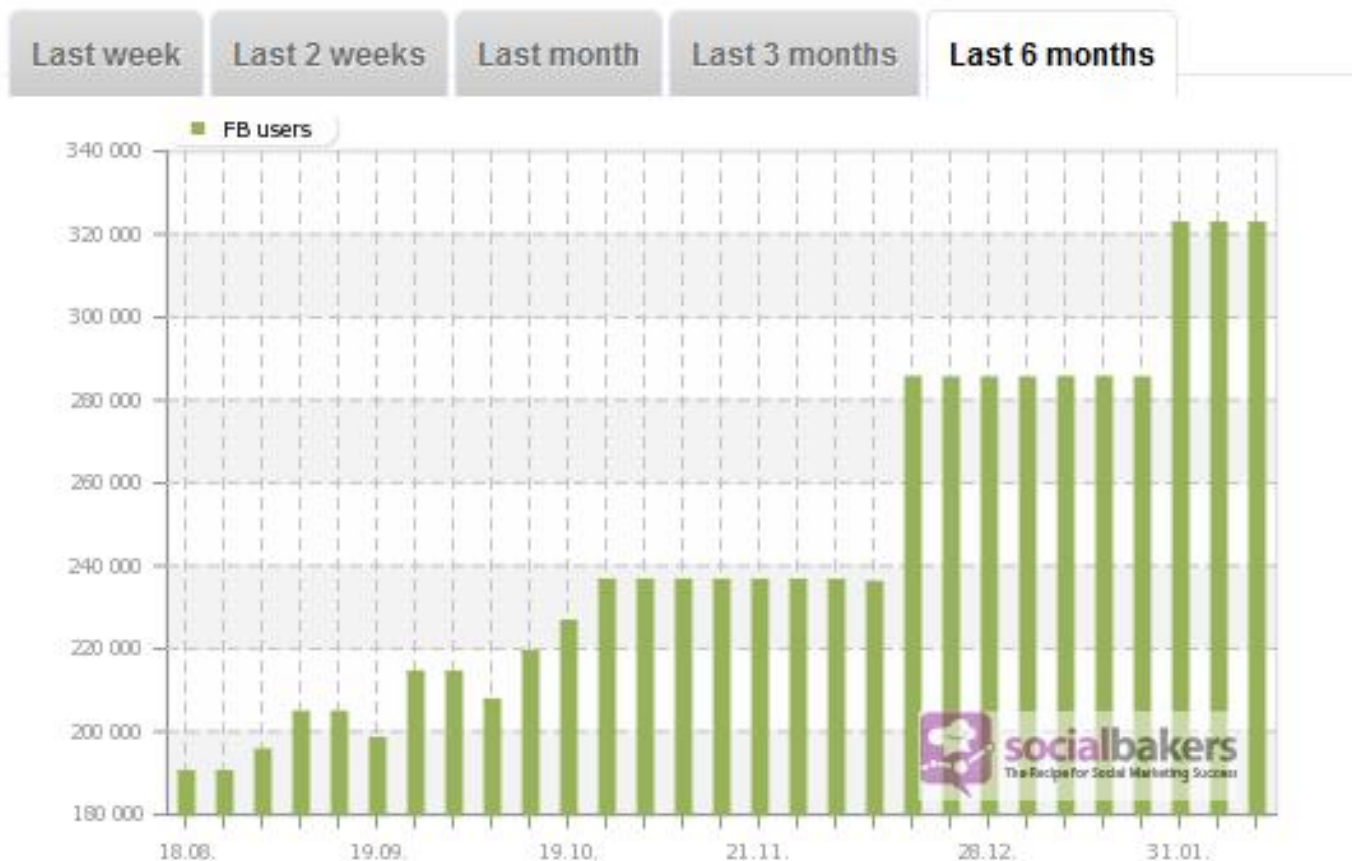 Last week Last 2 weeks Last month Last 3 months Last 6 months
FB users
340 000
320 000
300 000
280 000
260 000
240 000
220 000
200 000
180 000
socialbakers
The Recipe for Social Marketing Success
18.08. 19.09. 19.10. 21.11. 28.12. 31.01.